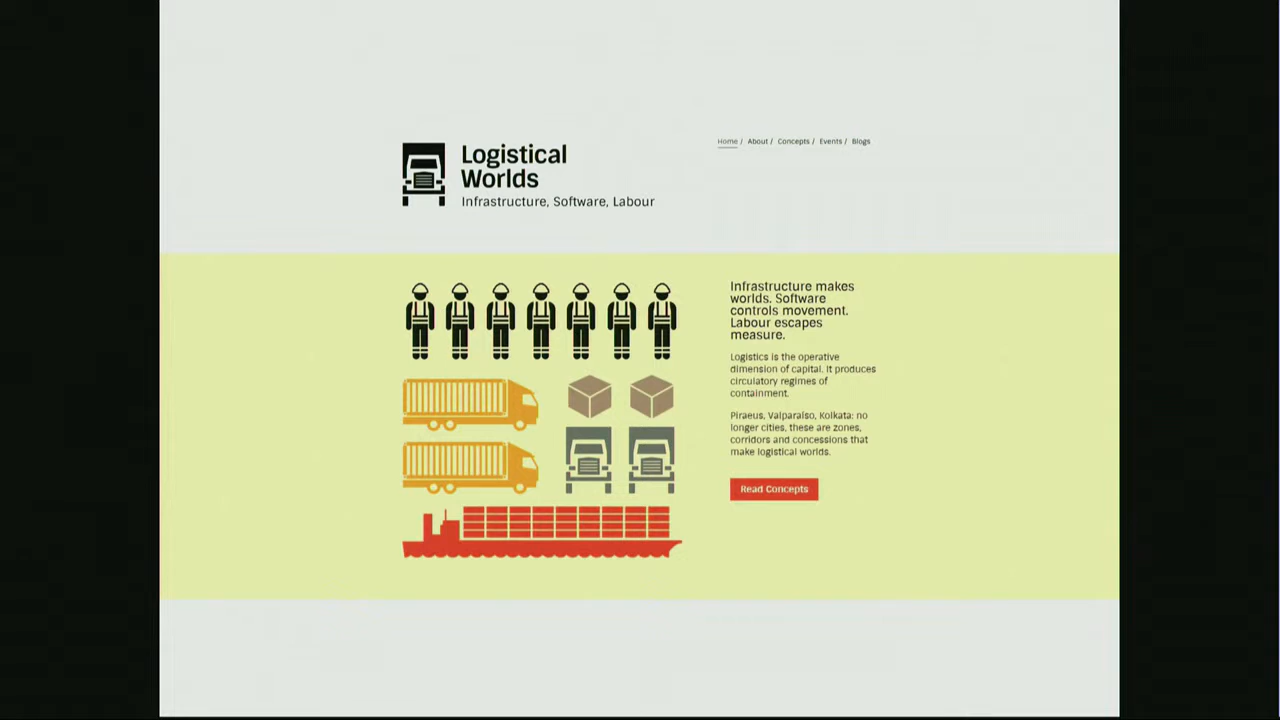 Logistical
Worlds
Infrastructure, Software, Labour
Home / About / Concepts / Events / Blogs
Infrastructure makes
worlds. Software
controls movement.
Labour escapes
measure.
Logistics is the operative
dimension of capital. It produces
circulatory regimes of
containment.
Piraeus, Valparaíso, Kolkata: no
longer cities, these are zones,
corridors and concessions that
make logistical worlds.
Read Concepts